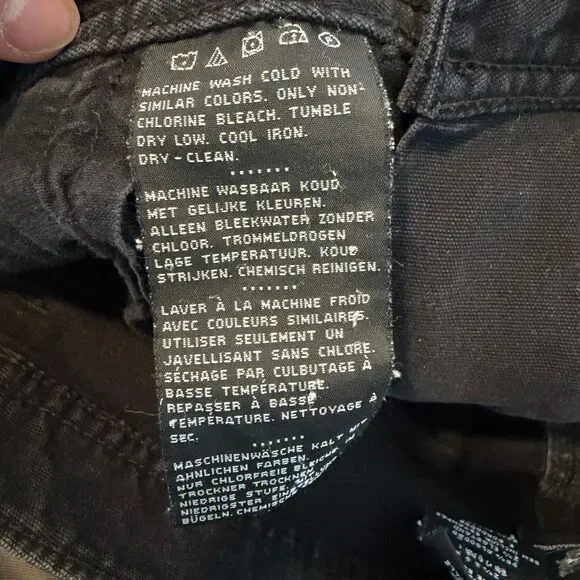 MACHINE WASH COLD WITH
SIMILAR COLORS. ONLY NON-
CHLORINE BLEACH. TUMBLE
DRY LOW. COOL IRON.
DRY-CLEAN.
MACHINE WASBAAR KOUD
MET GELIJKE KLEUREN.
ALLEEN BLEEKWATER ZONDER
CHLOOR. TROMMELDROGEN
LAGE TEMPERATUUR. KOUD
STRIJKEN. CHEMISCH REINIGEN.
LAVER À LA MACHINE FROID
AVEC COULEURS SIMILAIRES.
UTILISER SEULEMENT UN
JAVELLISANT SANS CHLORE.
SÉCHAGE PAR CULBUTAGE À
BASSE TEMPÉRATURE.
REPASSER À BASSE
TEMPÉRATURE. NETTOYAGE À
SEC.
MASCHINENWÄSCHE KALT MIT
ÄHNLICHEN FARBEN.
NUR CHLORFREIE BLEICHE
TROCKNER TROCKNEN
NIEDRIGE STUFE.
NIEDRIGSTER
BÜGELN.